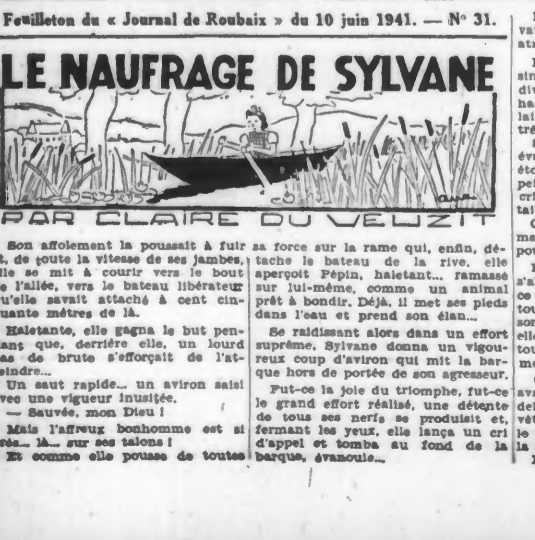 Feuilleton du « Journal de Roubaix » du 10 juin 1941. — N° 31.
LE NAUFRAGE DE SYLVANE
PAR CLAIRE DU VEUZIT
Son affolement la poussait à fuir
t, de toute la vitesse de ses jambes,
lle se mit à courir vers le bout
e l'allée, vers le bateau libérateur
u'elle savait attaché à cent cin-
uante mètres de là.
Haletante, elle gagna le but pen-
ant que, derrière elle, un lourd
as de brute s'efforçait de l'at-
eindre...
Un saut rapide... un aviron saisi
vec une vigueur inusitée.
— Sauvée, mon Dieu !
Mais l'affreux bonhomme est si
rés... là... sur ses talons !
Et comme elle pousse de toutes
sa force sur la rame qui, enfin, dé-
tache le bateau de la rive, elle
aperçoit Pépin, haletant... ramassé
sur lui-même, comme un animal
prêt à bondir. Déjà, il met ses pieds
dans l'eau et prend son élan...
Se raidissant alors dans un effort
suprême, Sylvane donna un vigou-
reux coup d'aviron qui mit la bar-
que hors de portée de son agresseur.
Fut-ce la joie du triomphe, fut-ce
le grand effort réalisé, une détente
de tous ses nerfs se produisit et,
fermant les yeux, elle lança un cri
d'appel et tomba au fond de la
barque, évanouie...